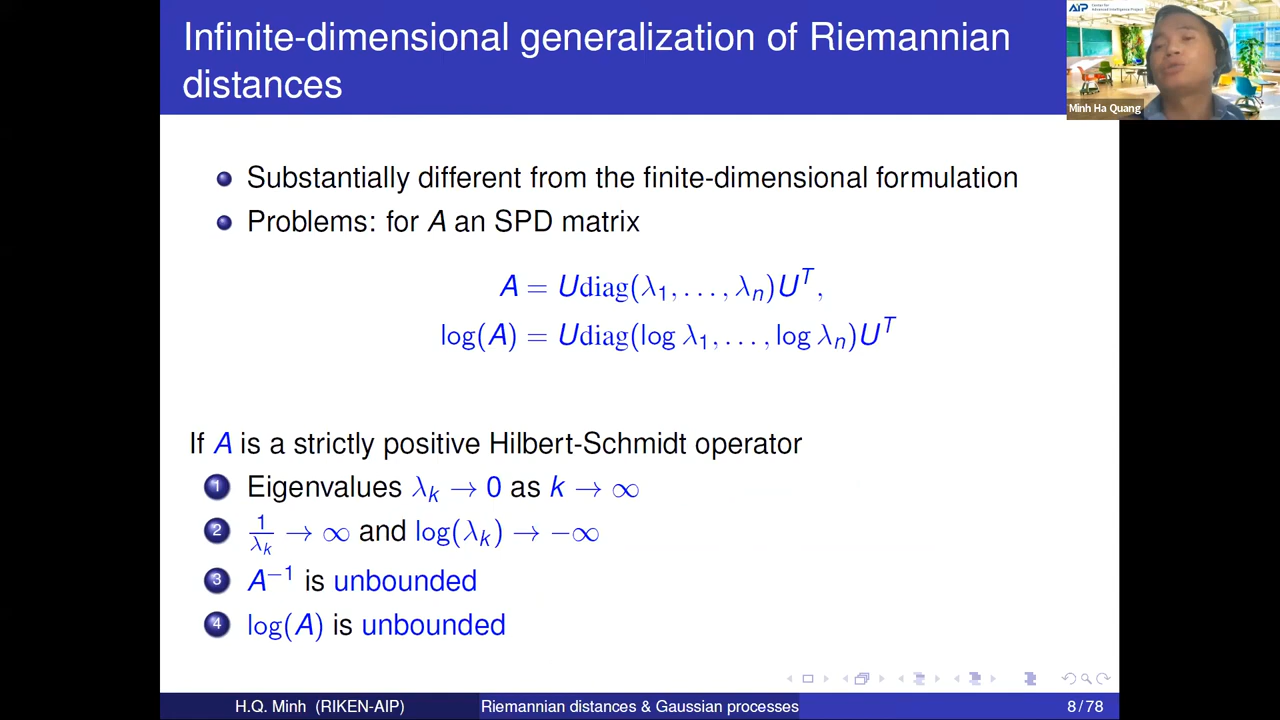 Infinite-dimensional generalization of Riemannian
distances
AIP
Minh Ha Quang
Substantially different from the finite-dimensional formulation
Problems: for A an SPD matrix
A = Udiag(λ₁, . . . , λₙ)Uᵀ,
log(A) = Udiag(log λ₁, . . . , log λₙ)Uᵀ
If A is a strictly positive Hilbert-Schmidt operator
1 Eigenvalues λₖ → 0 as k → ∞
2 1/λₖ → ∞ and log(λₖ) → −∞
3 A⁻¹ is unbounded
4 log(A) is unbounded
H.Q. Minh (RIKEN-AIP) Riemannian distances & Gaussian processes 8 / 78